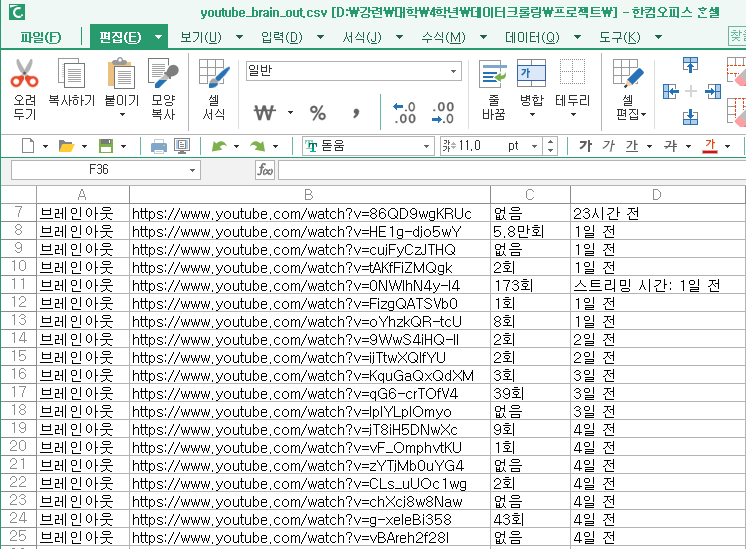 youtube_brain_out.csv [D:₩강련₩대학₩4학년₩데이터크롤링₩프로젝트₩] - 한컴오피스 한셀
파일(F) 편집(E) 보기(U) 입력(D) 서식(J) 수식(M) 데이터(Q) 도구(K) 찾을
오려두기 복사하기 붙이기 모양 복사 셀 서식 일반 줄 바꿈 병합 테두리 셀 편집
₩ % , ←.0 .00 .00 →.0
돋움 11.0 pt 가 가 가 가 가
F36
A B C D
7 브레인아웃 https://www.youtube.com/watch?v=86QD9wgKRUc 없음 23시간 전
8 브레인아웃 https://www.youtube.com/watch?v=HE1g-djo5wY 5.8만회 1일 전
9 브레인아웃 https://www.youtube.com/watch?v=cujFyCzJTHQ 없음 1일 전
10 브레인아웃 https://www.youtube.com/watch?v=tAKfFiZMQgk 2회 1일 전
11 브레인아웃 https://www.youtube.com/watch?v=0NWlhN4y-I4 173회 스트리밍 시간: 1일 전
12 브레인아웃 https://www.youtube.com/watch?v=FizgQATSVb0 1회 1일 전
13 브레인아웃 https://www.youtube.com/watch?v=oYhzkQR-tcU 8회 1일 전
14 브레인아웃 https://www.youtube.com/watch?v=9WwS4iHQ-lI 2회 2일 전
15 브레인아웃 https://www.youtube.com/watch?v=ijTtwXQlfYU 2회 2일 전
16 브레인아웃 https://www.youtube.com/watch?v=KquGaQxQdXM 3회 3일 전
17 브레인아웃 https://www.youtube.com/watch?v=qG6-crTOfV4 39회 3일 전
18 브레인아웃 https://www.youtube.com/watch?v=lplYLplOmyo 없음 3일 전
19 브레인아웃 https://www.youtube.com/watch?v=jT8iH5DNwXc 9회 4일 전
20 브레인아웃 https://www.youtube.com/watch?v=vF_OmphvtKU 1회 4일 전
21 브레인아웃 https://www.youtube.com/watch?v=zYTjMb0uYG4 없음 4일 전
22 브레인아웃 https://www.youtube.com/watch?v=CLs_uUOc1wg 2회 4일 전
23 브레인아웃 https://www.youtube.com/watch?v=chXcj8w8Naw 없음 4일 전
24 브레인아웃 https://www.youtube.com/watch?v=g-xeleBi358 43회 4일 전
25 브레인아웃 https://www.youtube.com/watch?v=vBAreh2f28I 없음 4일 전